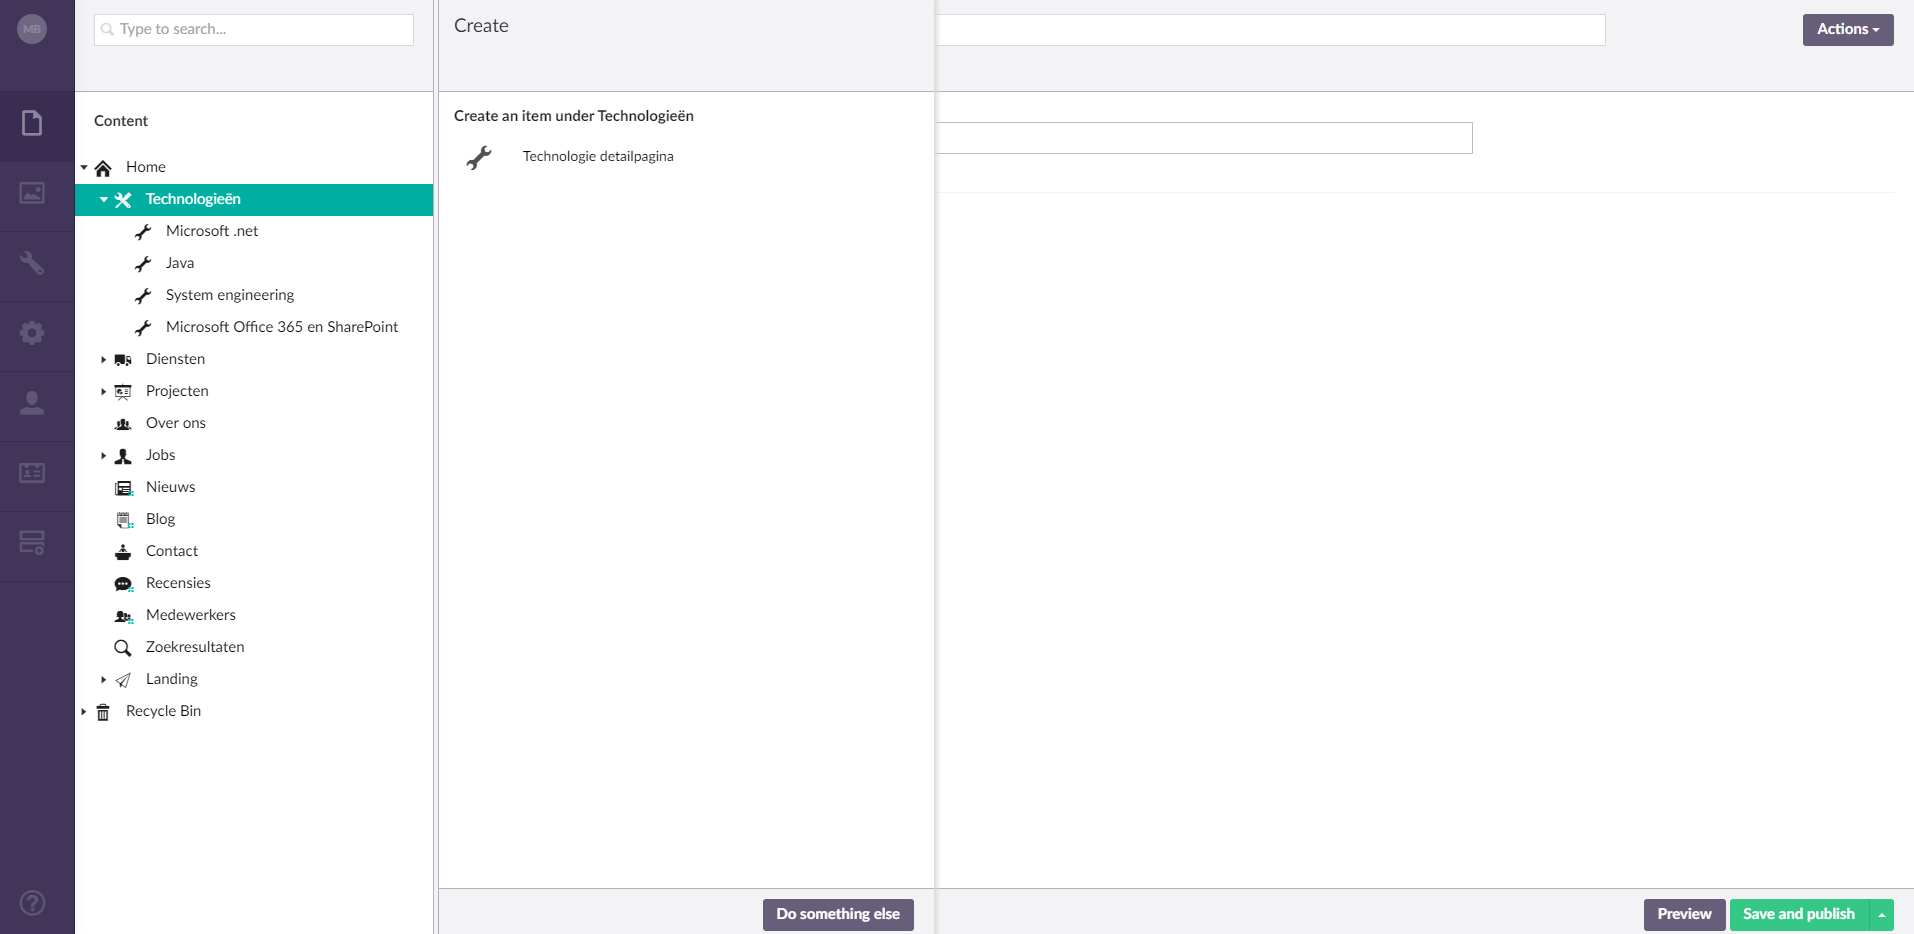 MB
Type to search...
Create
Actions
Content
Create an item under Technologieën
Technologie detailpagina
Home
Technologieën
Microsoft .net
Java
System engineering
Microsoft Office 365 en SharePoint
Diensten
Projecten
Over ons
Jobs
Nieuws
Blog
Contact
Recensies
Medewerkers
Zoekresultaten
Landing
Recycle Bin
Do something else
Preview
Save and publish